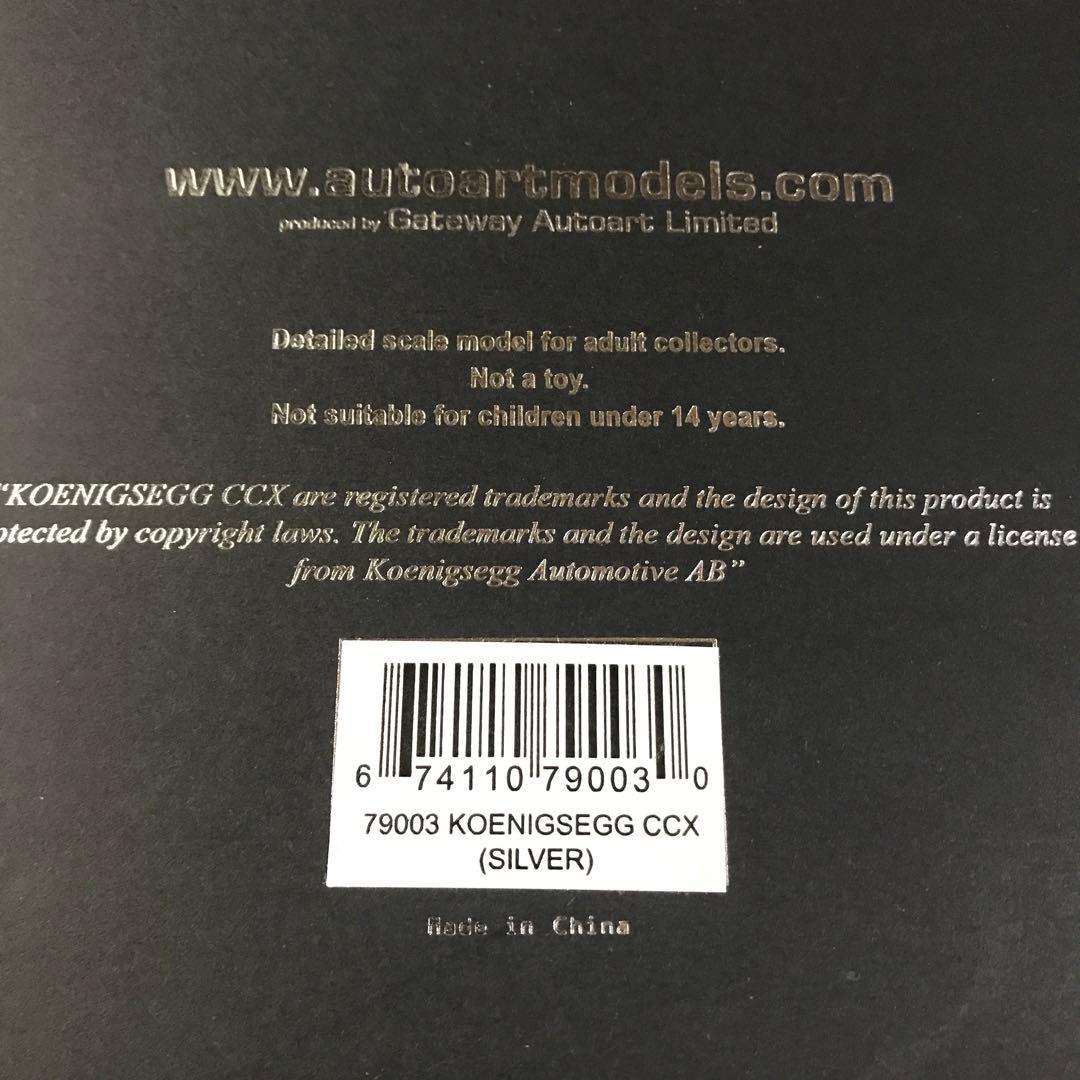 www.autoartmodels.com
produced by Gateway Autoart Limited
Detailed scale model for adult collectors.
Not a toy.
Not suitable for children under 14 years.
"KOENIGSEGG CCX are registered trademarks and the design of this product is
otected by copyright laws. The trademarks and the design are used under a license
from Koenigsegg Automotive AB"
6 74110 79003 0
79003 KOENIGSEGG CCX
(SILVER)
Made in China